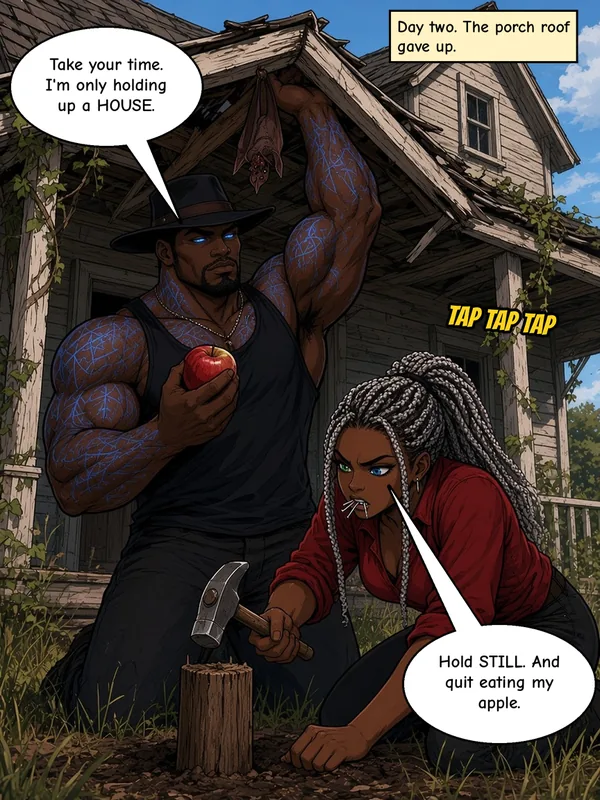 Day two. The porch roof
gave up.
Take your time.
I'm only holding
up a HOUSE.
TAP TAP TAP
Hold STILL. And
quit eating my
apple.